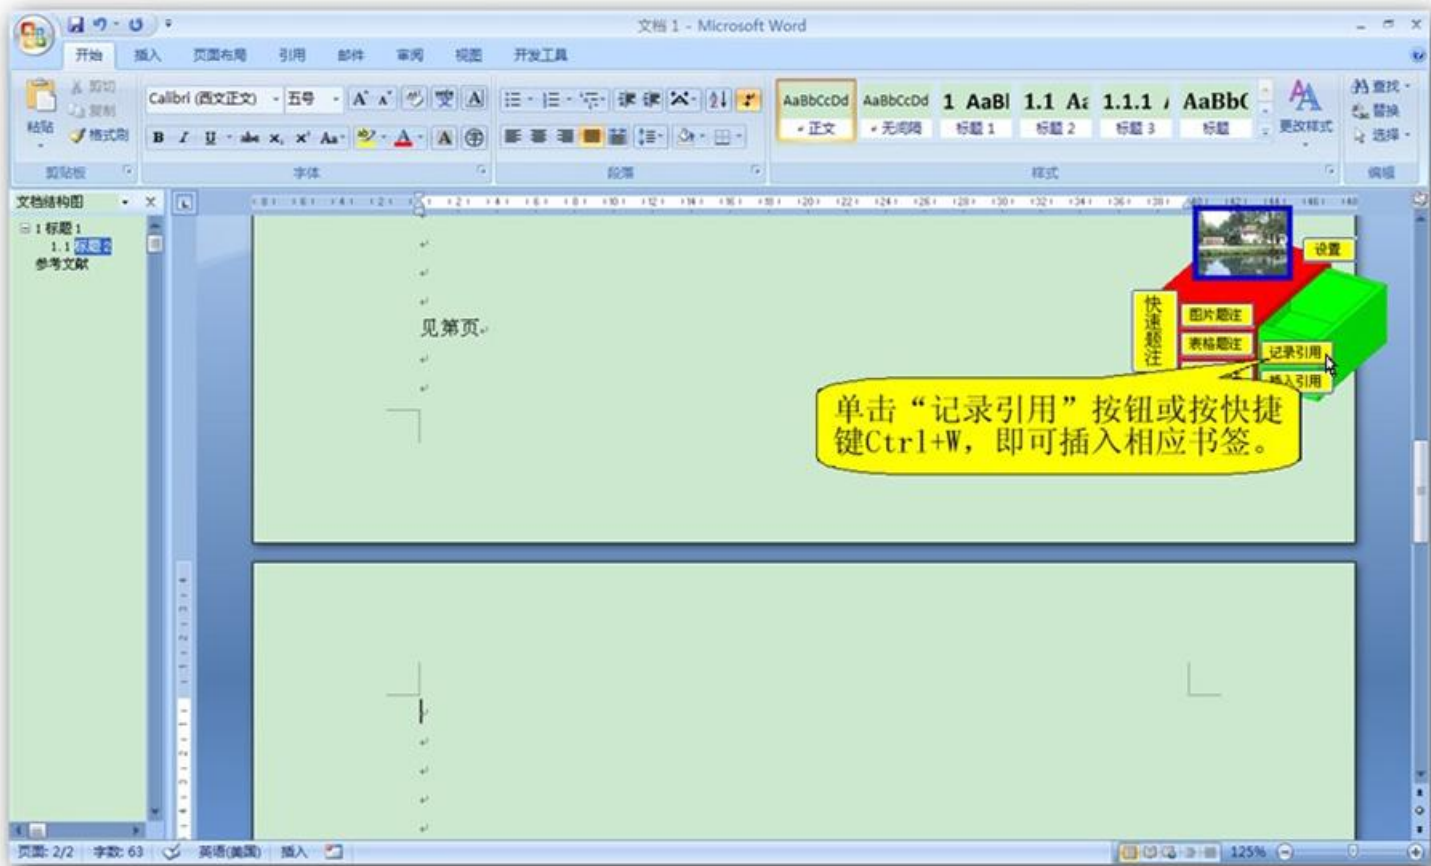 文档 1 - Microsoft Word
开始 插入 页面布局 引用 邮件 审阅 视图 开发工具
粘贴 剪切
复制
格式刷
剪贴板
Calibri (西文正文) 五号
字体
段落
AaBbCcDd AaBbCcDd 1 AaBl 1.1 Aa 1.1.1 AaBb(
正文 无间隔 标题 1 标题 2 标题 3 标题
更改样式
样式
查找
替换
选择
编辑
文档结构图
1 标题 1
1.1 标题 2
参考文献
见第页
设置
快速题注
图片题注
表格题注
记录引用
插入引用
单击“记录引用”按钮或按快捷
键Ctrl+W，即可插入相应书签。
页面: 2/2 字数: 63 英语(美国) 插入 125%